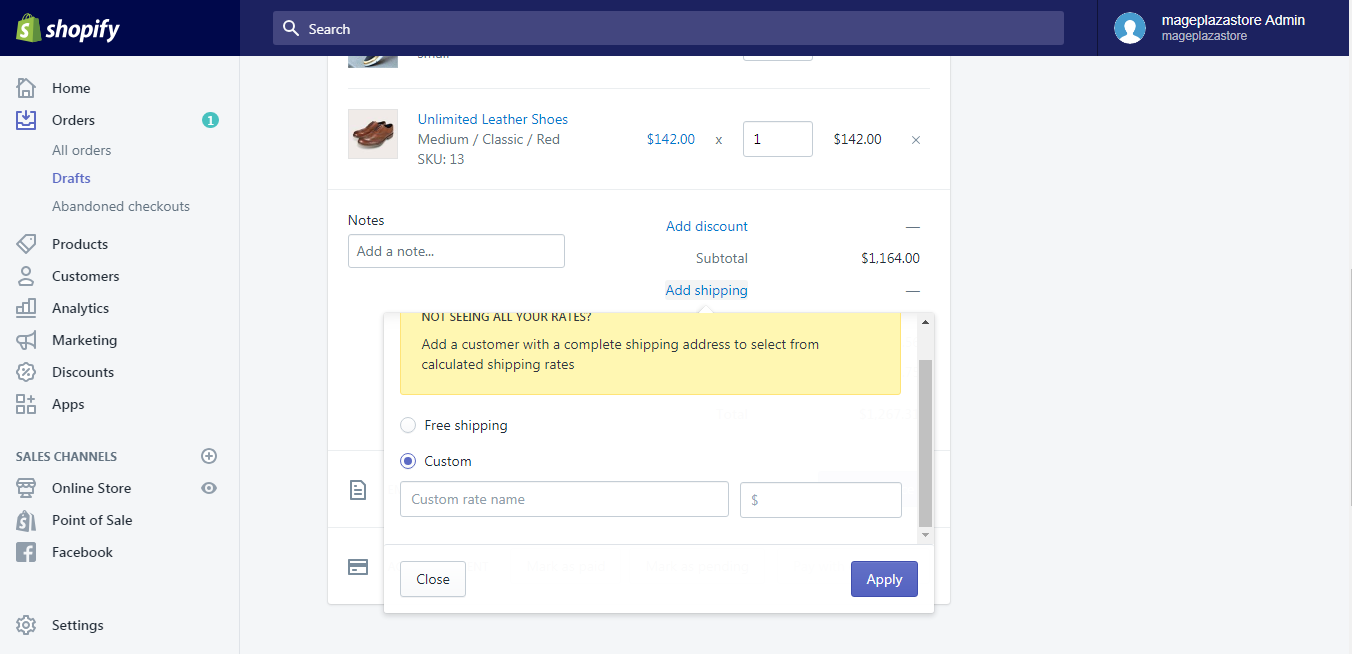 shopify
Search
mageplazastore Admin
mageplazastore
Home
Orders
1
All orders
Drafts
Abandoned checkouts
Products
Customers
Analytics
Marketing
Discounts
Apps
SALES CHANNELS
Online Store
Point of Sale
Facebook
Settings
Unlimited Leather Shoes
Medium / Classic / Red
SKU: 13
$142.00 x 1 $142.00 ×
Notes
Add a note...
Add discount —
Subtotal $1,164.00
Add shipping —
NOT SEEING ALL YOUR RATES?
Add a customer with a complete shipping address to select from
calculated shipping rates
Free shipping
Custom
Custom rate name
$
Close
Apply